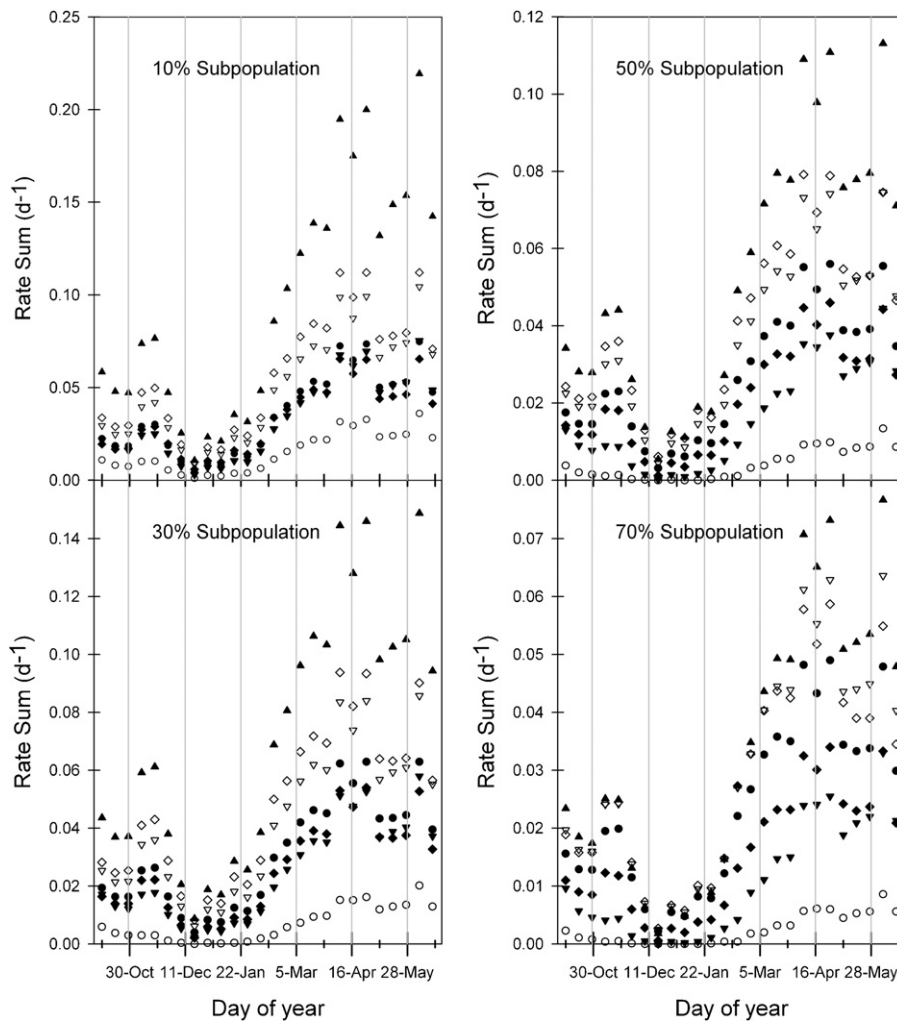 10% Subpopulation
Rate Sum (d-1)
0.25
0.20
0.15
0.10
0.05
0.00
50% Subpopulation
Rate Sum (d-1)
0.12
0.10
0.08
0.06
0.04
0.02
0.00
30% Subpopulation
Rate Sum (d-1)
0.14
0.12
0.10
0.08
0.06
0.04
0.02
0.00
30-Oct 11-Dec 22-Jan 5-Mar 16-Apr 28-May
Day of year
70% Subpopulation
Rate Sum (d-1)
0.07
0.06
0.05
0.04
0.03
0.02
0.01
0.00
30-Oct 11-Dec 22-Jan 5-Mar 16-Apr 28-May
Day of year